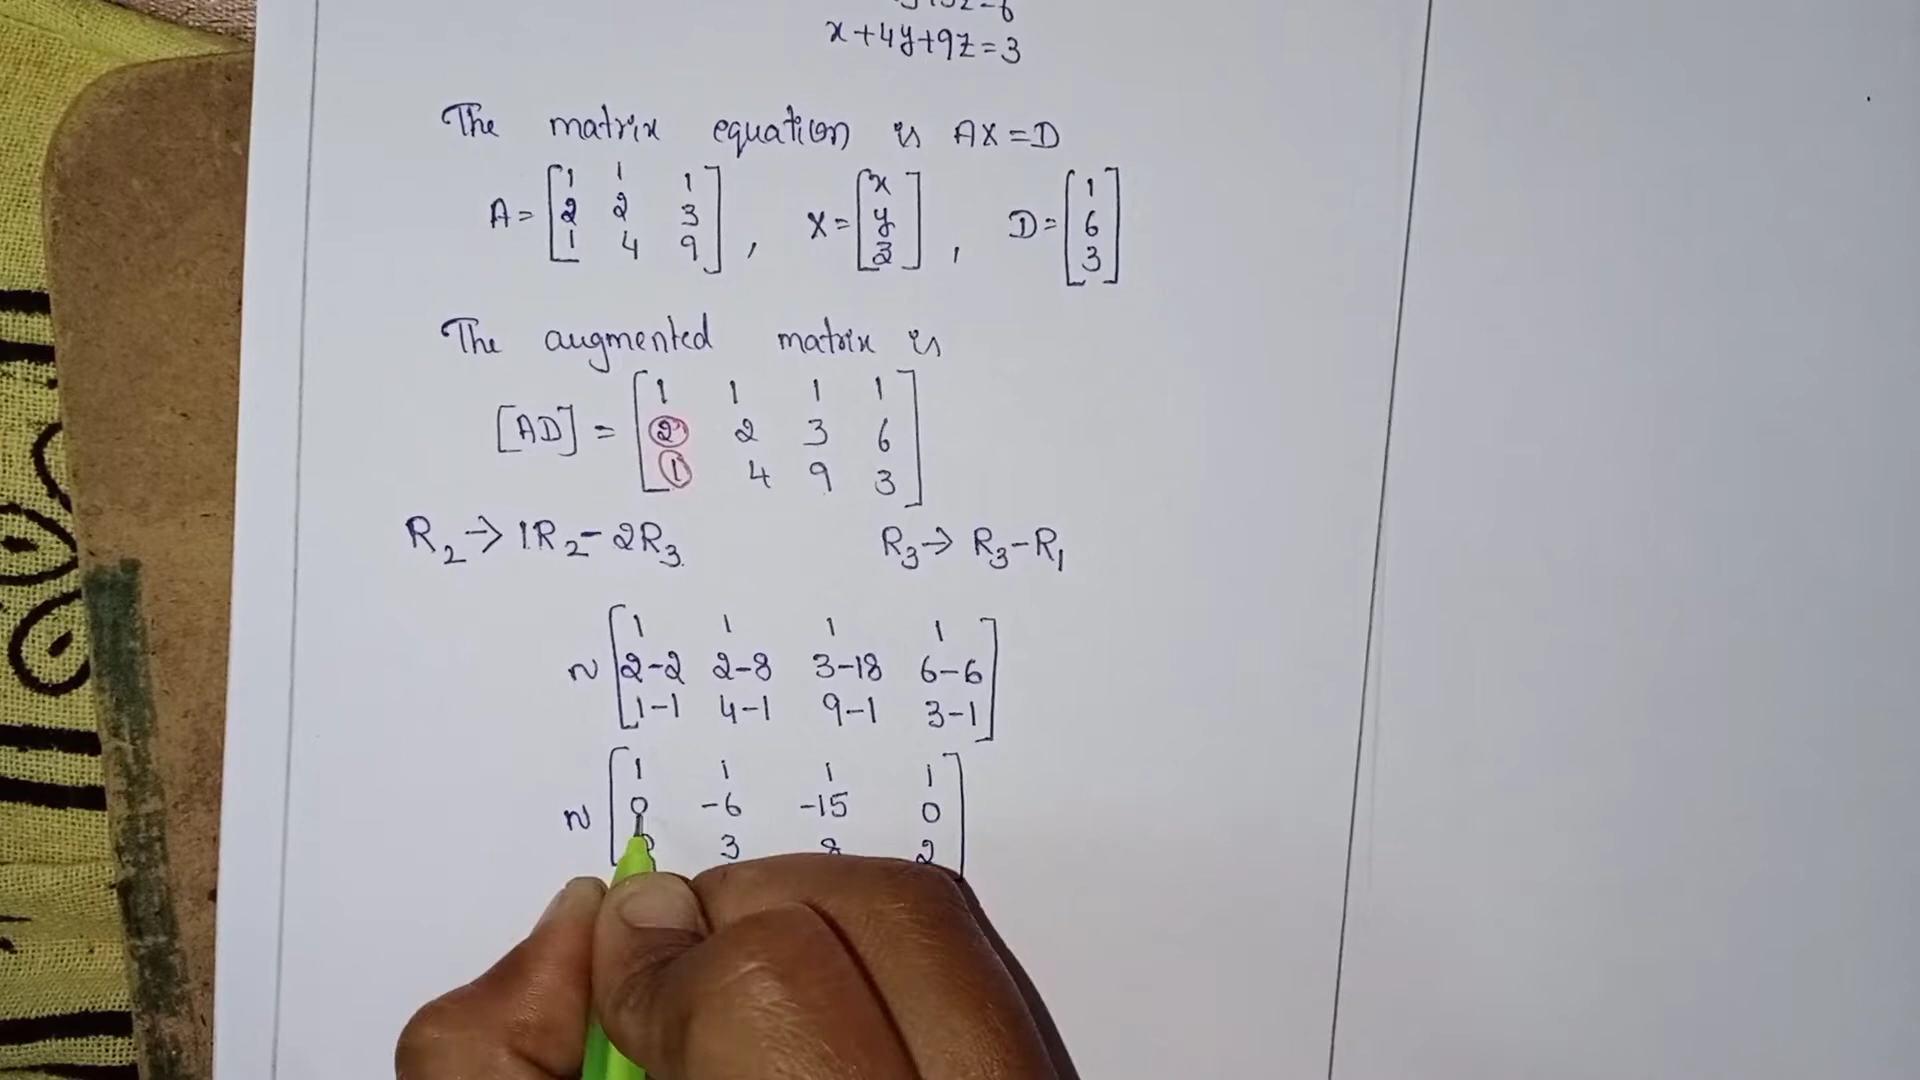 x+4y+9z=3
The matrix equation is AX=D
A=[1 1 1
2 2 3
1 4 9], X=[x
y
z], D=[1
6
3]
The augmented matrix is
[AD] = [1 1 1 1
2 2 3 6
1 4 9 3]
R2→1R2-2R3 R3→R3-R1
~ [1 1 1 1
2-2 2-8 3-18 6-6
1-1 4-1 9-1 3-1]
~ [1 1 1 1
0 -6 -15 0
3 8 2